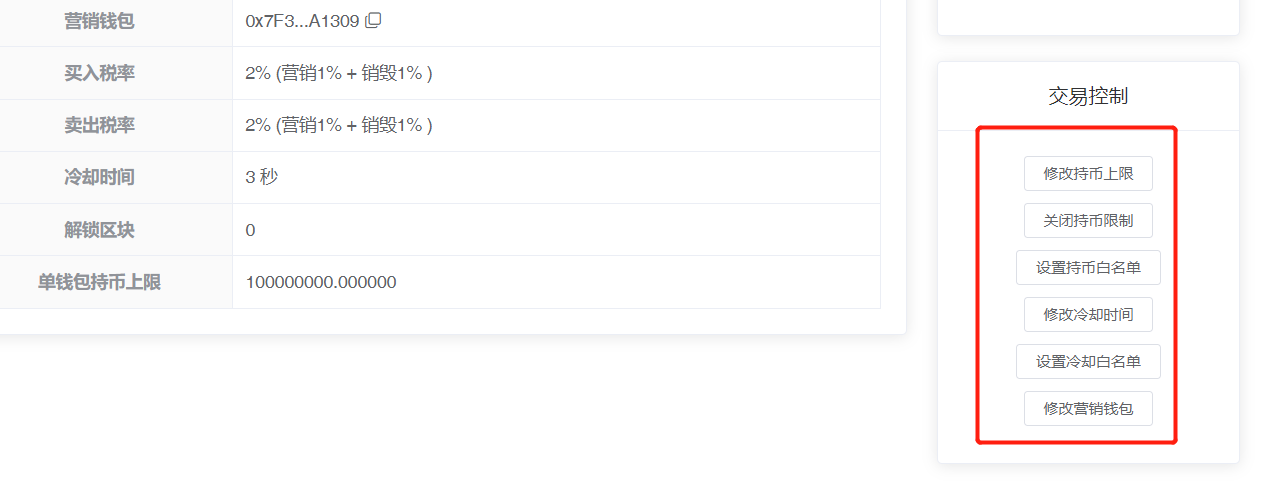 营销钱包 0x7F3...A1309
买入税率 2% (营销1% + 销毁1% )
卖出税率 2% (营销1% + 销毁1% )
冷却时间 3 秒
解锁区块 0
单钱包持币上限 100000000.000000
交易控制
修改持币上限
关闭持币限制
设置持币白名单
修改冷却时间
设置冷却白名单
修改营销钱包